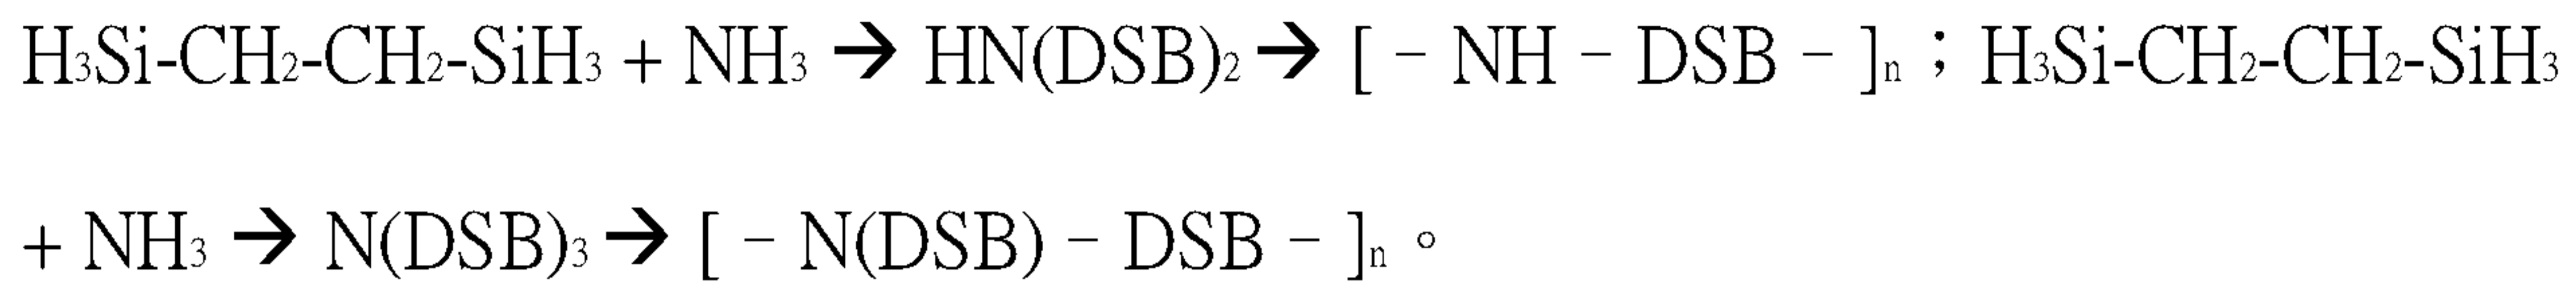 H₃Si-CH₂-CH₂-SiH₃ + NH₃ → HN(DSB)₂ → [ − NH − DSB − ]ₙ；H₃Si-CH₂-CH₂-SiH₃
+ NH₃ → N(DSB)₃ → [ − N(DSB) − DSB − ]ₙ。